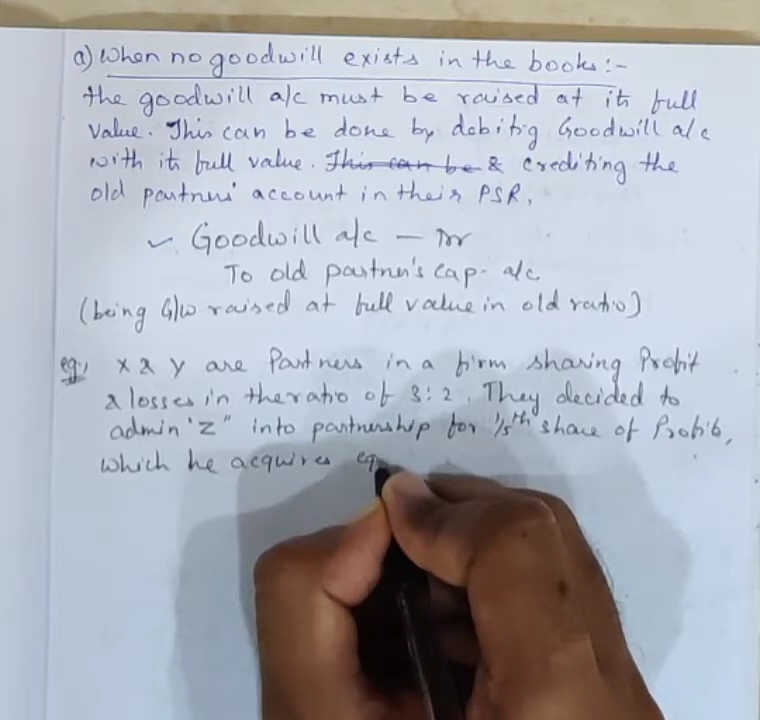 a) When no goodwill exists in the books:-
the goodwill a/c must be raised at its full
value. This can be done by debitig Goodwill a/c
with its full value. This can be & crediting the
old partners' account in their PSR.
✓ Goodwill a/c — Dr
To old partner's cap. a/c
(being G/w raised at full value in old ratio)
eg:, X & Y are Partners in a firm sharing Profit
& losses in the ratio of 3:2. They decided to
admin 'Z" into partnership for 1/5th share of Profits,
which he acquires eq